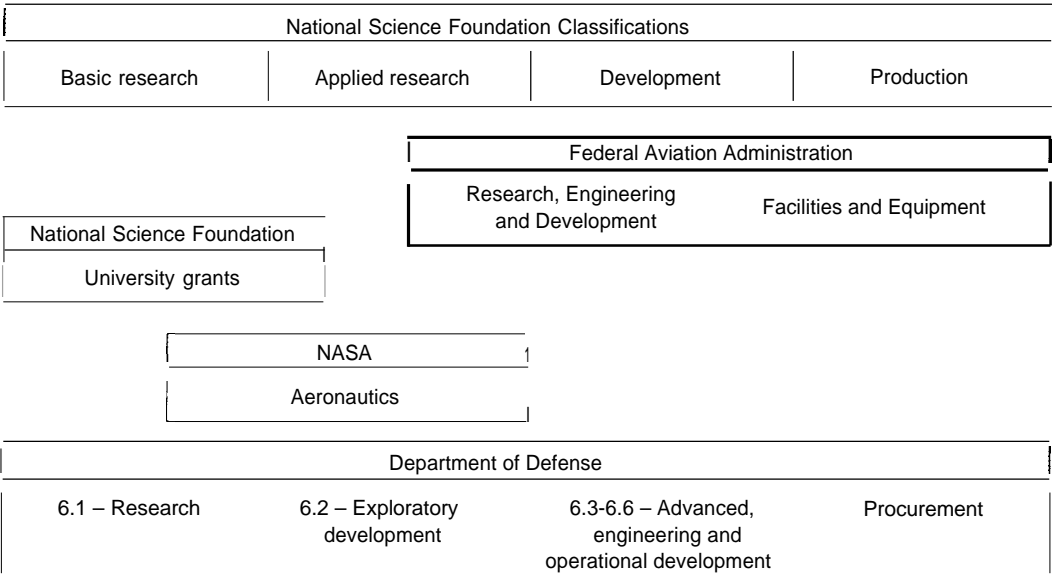 National Science Foundation Classifications
Basic research Applied research Development Production
Federal Aviation Administration
Research, Engineering
and Development
Facilities and Equipment
National Science Foundation
University grants
NASA
Aeronautics
Department of Defense
6.1 – Research
6.2 – Exploratory
development
6.3-6.6 – Advanced,
engineering and
operational development
Procurement